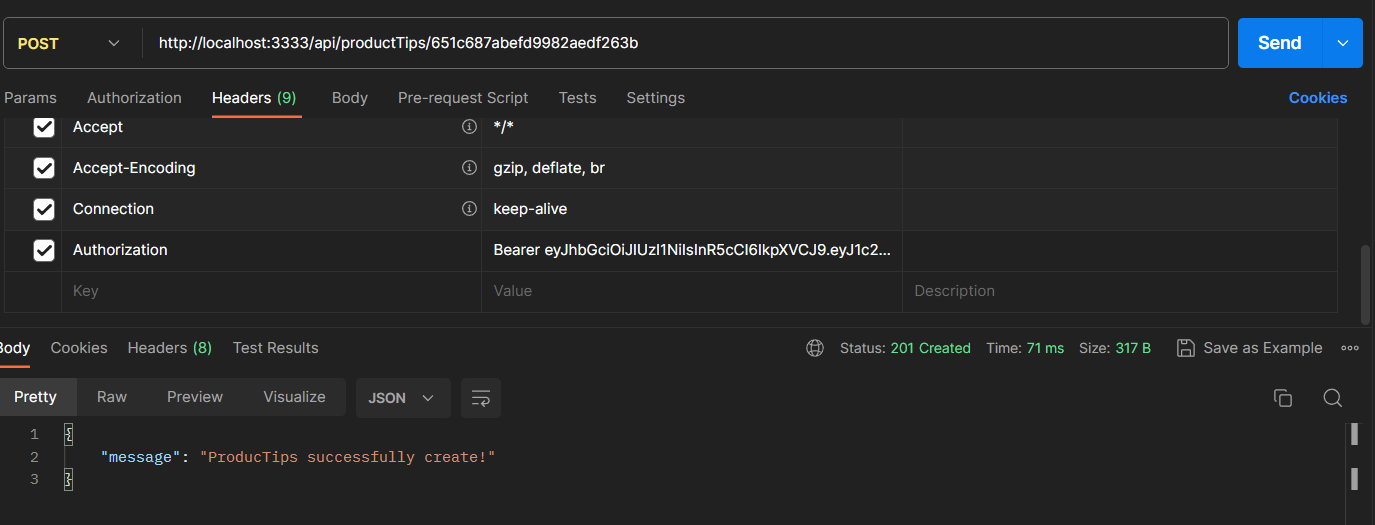 POST http://localhost:3333/api/productTips/651c687abefd9982aedf263b Send
Params Authorization Headers (9) Body Pre-request Script Tests Settings Cookies
Accept */*
Accept-Encoding gzip, deflate, br
Connection keep-alive
Authorization Bearer eyJhbGciOiJIUzI1NiIsInR5cCI6IkpXVCJ9.eyJ1c2...
Key Value Description
Body Cookies Headers (8) Test Results Status: 201 Created Time: 71 ms Size: 317 B Save as Example
Pretty Raw Preview Visualize JSON
1 {
2 "message": "ProducTips successfully create!"
3 }